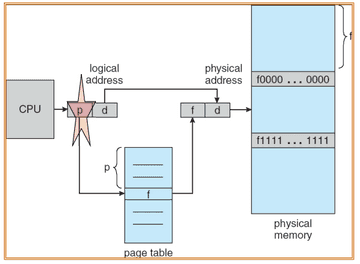 logical
address
physical
address
f
f0000 ... 0000
CPU
p
d
f
d
f1111 ... 1111
p
f
physical
memory
page table